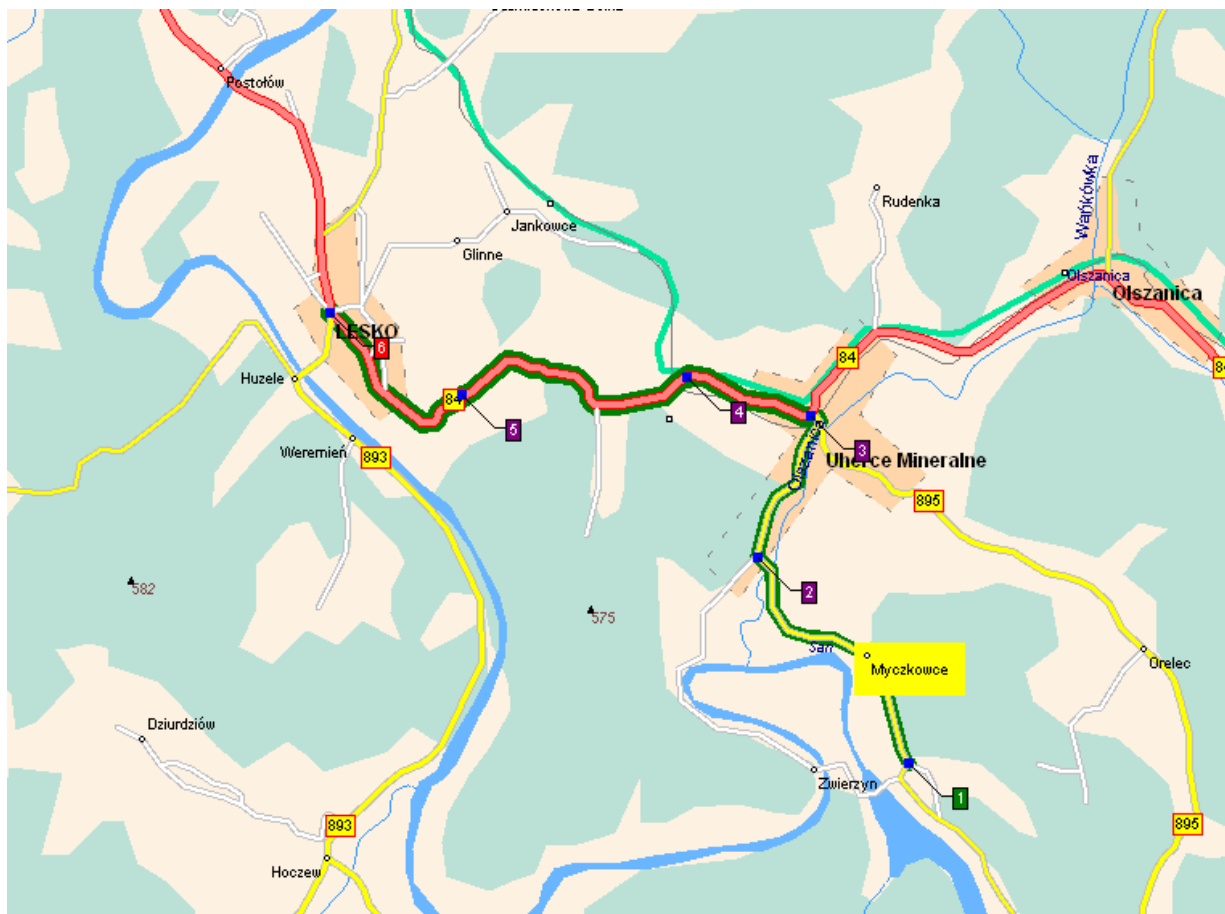 Postołów
Rudenka
Wańkówka
Jankowce
Glinne
Olszanica
Olszanica
LESKO
6
84
84
Huzele
84
4
5
3
Olszanica
Uherce Mineralne
Weremień
893
895
2
582
575
San
Myczkowce
Orelec
Dziurdziów
Zwierzyn
1
893
895
Hoczew